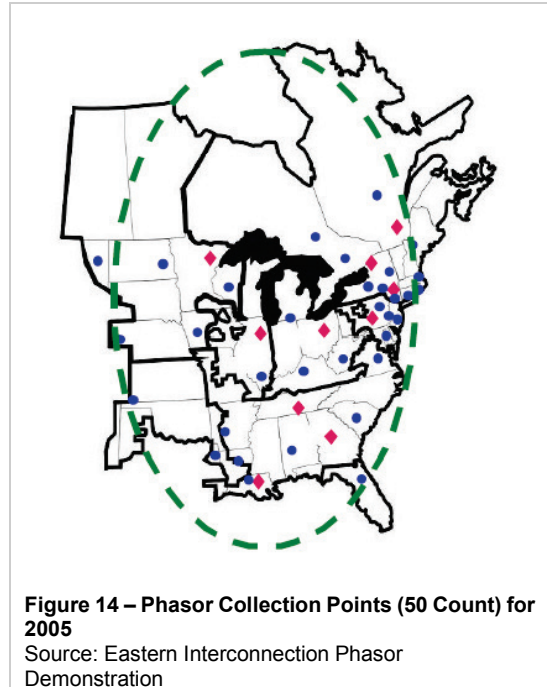 Figure 14 – Phasor Collection Points (50 Count) for
2005
Source: Eastern Interconnection Phasor
Demonstration